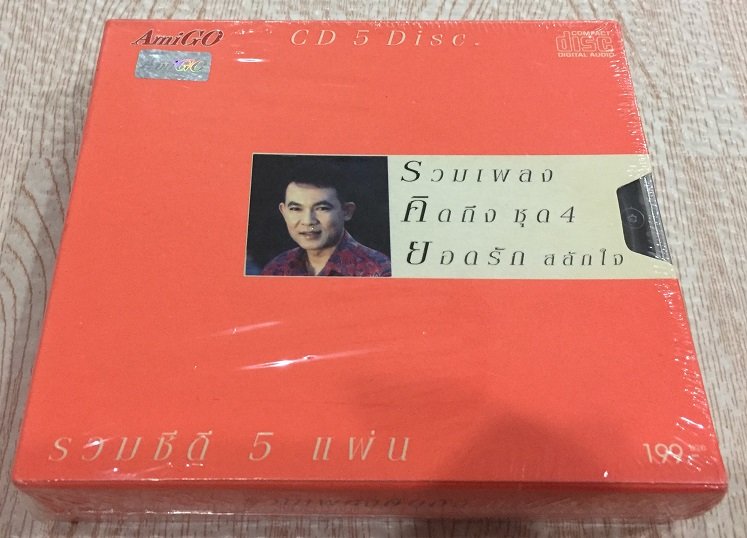 AmiGO
CD 5 Disc.
COMPACT
disc
DIGITAL AUDIO
รวมเพลง
คิดถึง ชุด 4
ยอดรัก สลักใจ
รวมซีดี 5 แผ่น
199